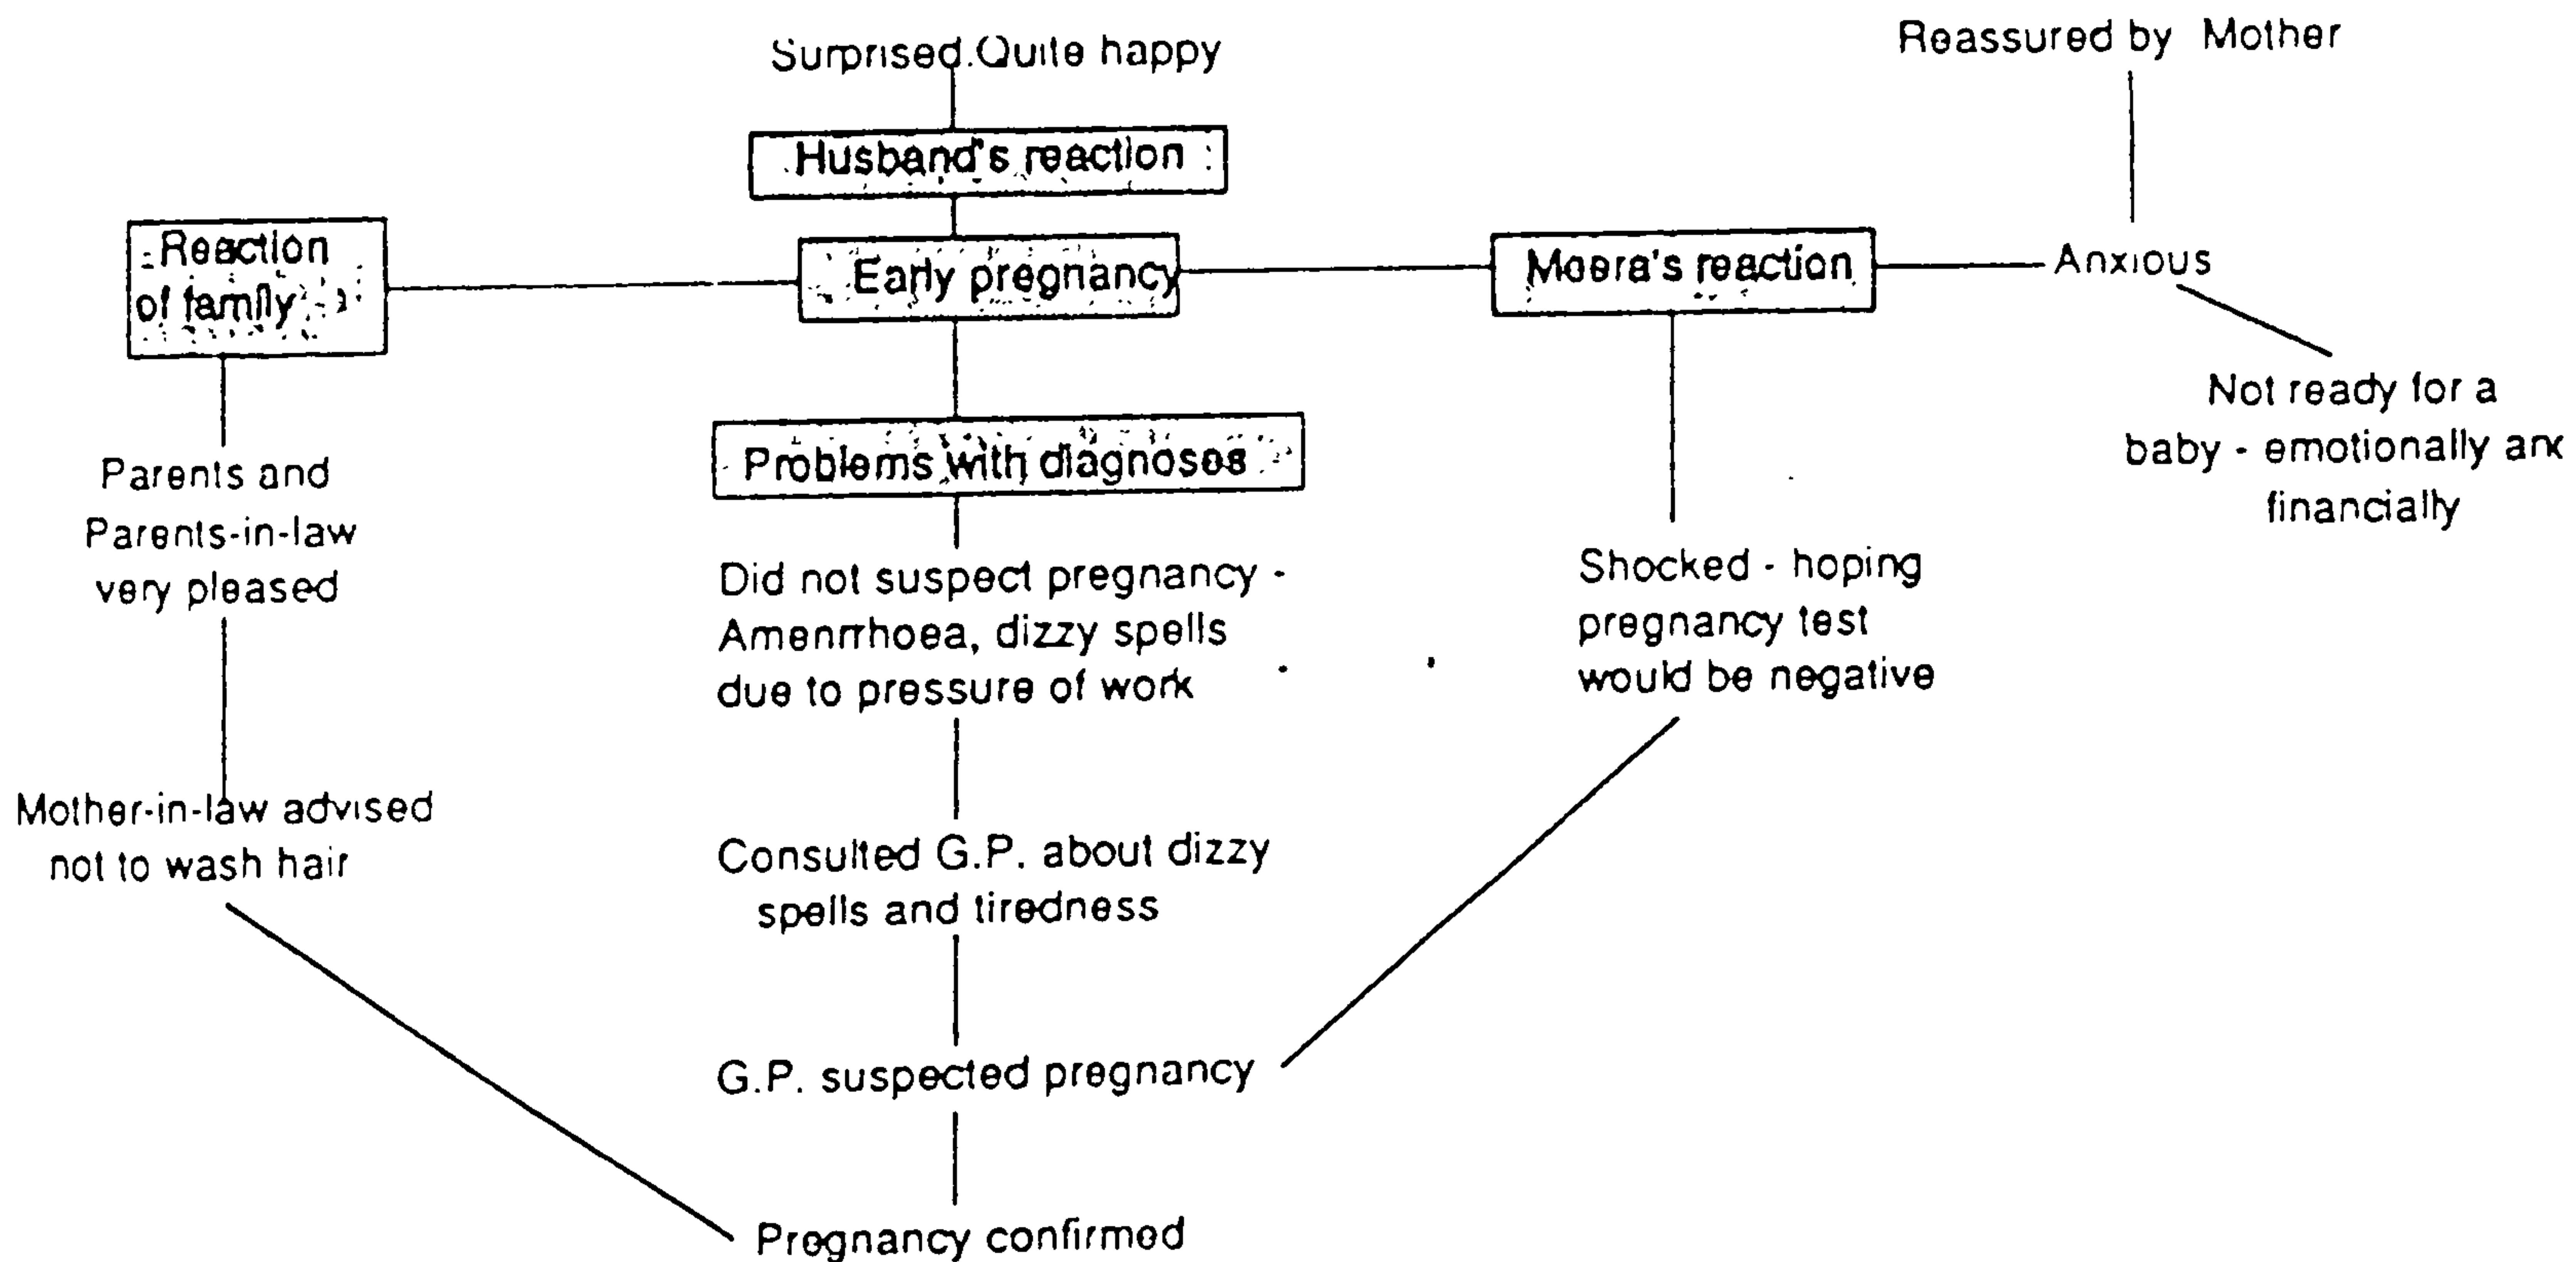 Surprised. Quite happy
Husband's reaction
Reaction
of family
Early pregnancy
Meera's reaction
Anxious
Reassured by Mother
Not ready for a
baby - emotionally an
financially
Parents and
Parents-in-law
very pleased
Mother-in-law advised
not to wash hair
Problems with diagnoses
Did not suspect pregnancy -
Amenrrhoea, dizzy spells
due to pressure of work
Consulted G.P. about dizzy
spells and tiredness
G.P. suspected pregnancy
Pregnancy confirmed
Shocked - hoping
pregnancy test
would be negative